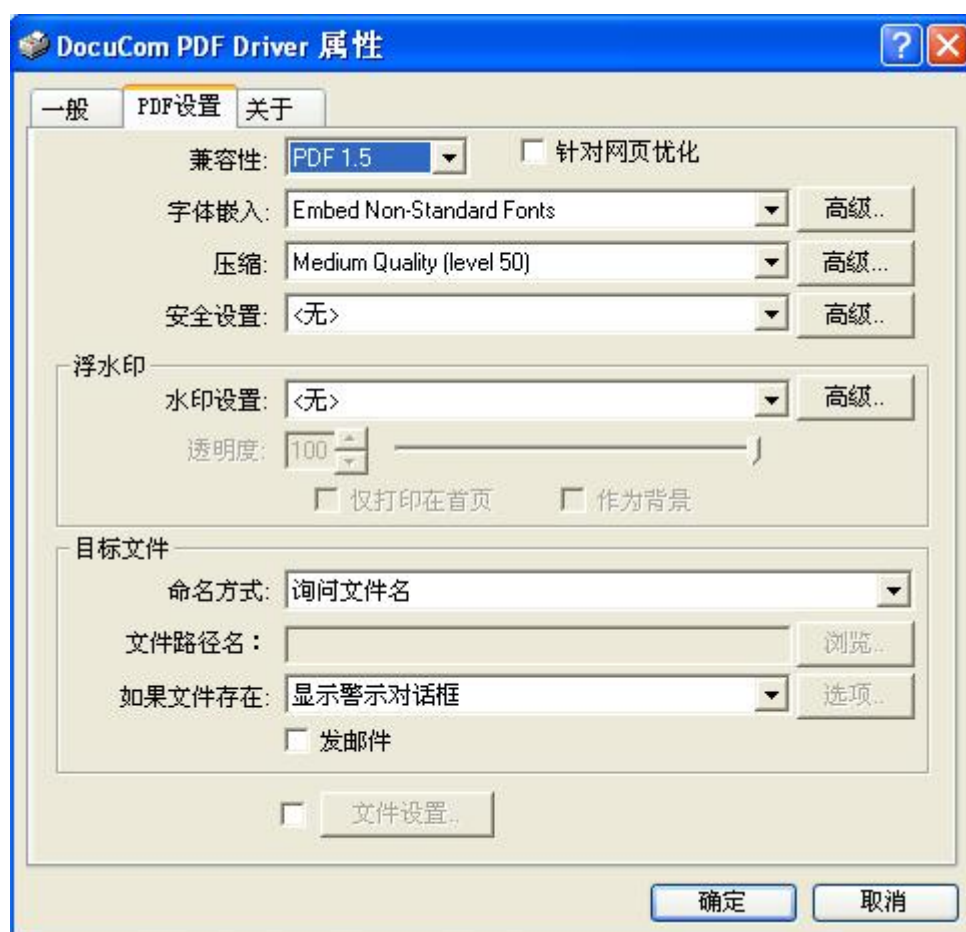 DocuCom PDF Driver 属性
一般 PDF设置 关于
兼容性: PDF 1.5 针对网页优化
字体嵌入: Embed Non-Standard Fonts 高级..
压缩: Medium Quality (level 50) 高级...
安全设置: <无> 高级..
浮水印
水印设置: <无> 高级..
透明度: 100
仅打印在首页 作为背景
目标文件
命名方式: 询问文件名
文件路径名： 浏览..
如果文件存在: 显示警示对话框 选项..
发邮件
文件设置..
确定 取消